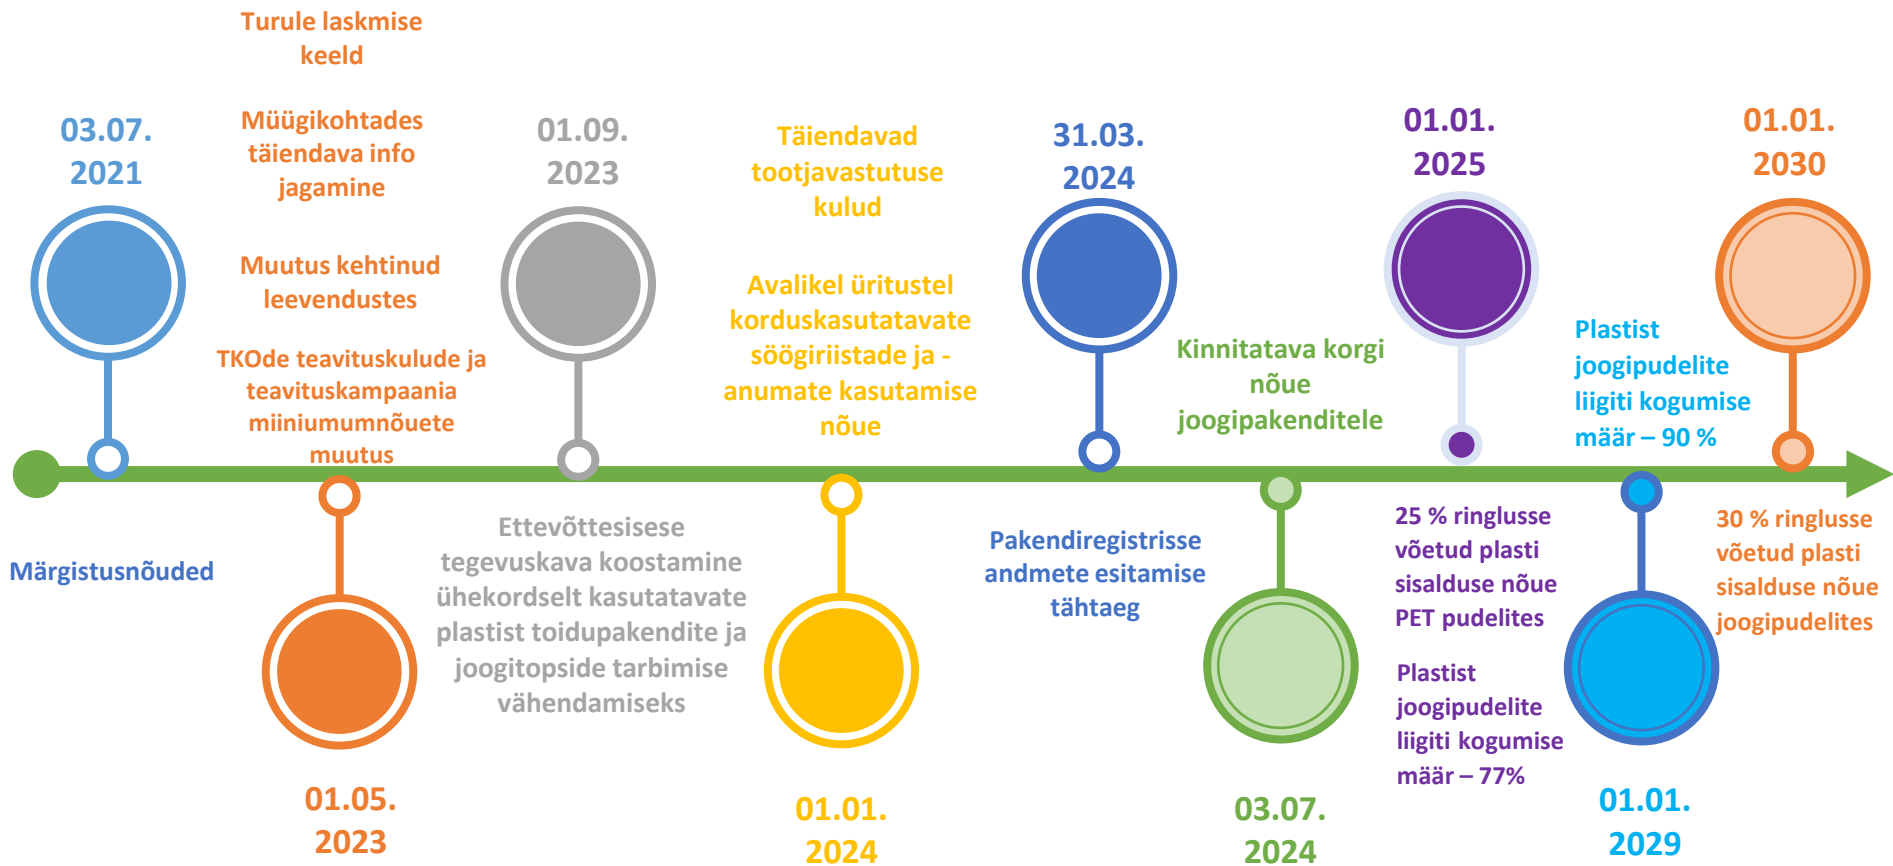 03.07.
2021
Märgistusnõuded
Turule laskmise
keeld
Müügikohtades
täiendava info
jagamine
Muutus kehtinud
leevendustes
TKOde teavituskulude ja
teavituskampaania
miiniumumnõuete
muutus
01.05.
2023
01.09.
2023
Ettevõttesisese
tegevuskava koostamine
ühekordselt kasutatavate
plastist toidupakendite ja
joogitopside tarbimise
vähendamiseks
Täiendavad
tootjavastutuse
kulud
Avalikel üritustel
korduskasutatavate
söögiriistade ja -
anumate kasutamise
nõue
01.01.
2024
31.03.
2024
Pakendiregistrisse
andmete esitamise
tähtaeg
Kinnitatava korgi
nõue
joogipakenditele
03.07.
2024
01.01.
2025
25 % ringlusse
võetud plasti
sisalduse nõue
PET pudelites
Plastist
joogipudelite
liigiti kogumise
määr – 77%
Plastist
joogipudelite
liigiti kogumise
määr – 90 %
01.01.
2029
01.01.
2030
30 % ringlusse
võetud plasti
sisalduse nõue
joogipudelites